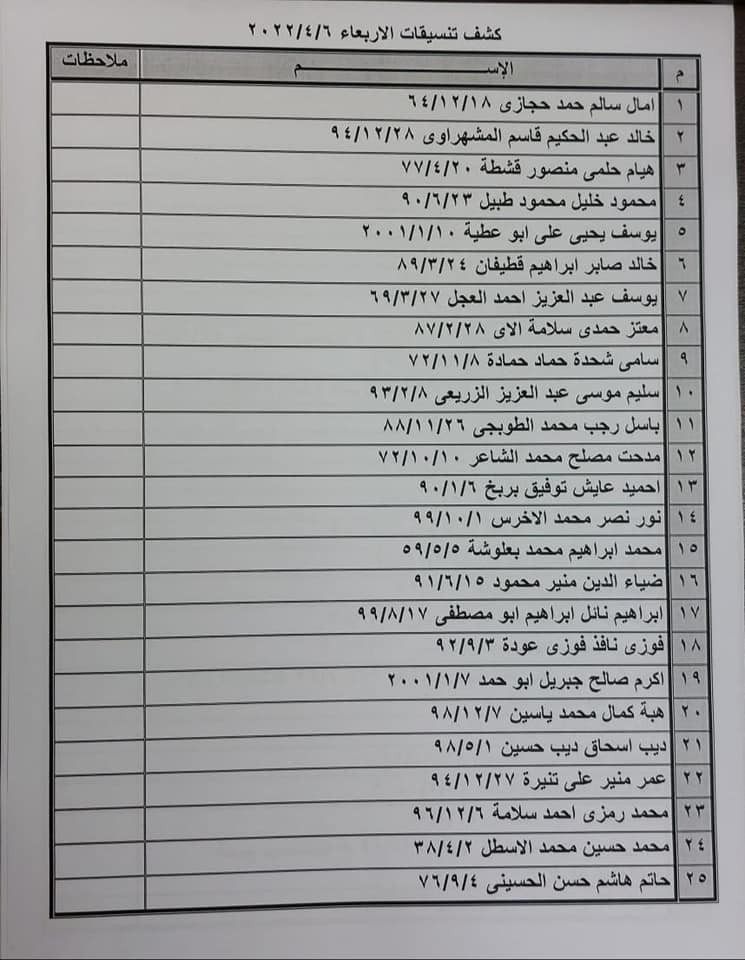 كشف تنسيقات الاربعاء ٢٠٢٢/٤/٦
م الإســـــــــــــم ملاحظات
١ امال سالم حمد حجازى ٦٤/١٢/١٨
٢ خالد عبد الحكيم قاسم المشهراوى ٩٤/١٢/٢٨
٣ هيام حلمى منصور قشطة ٧٧/٤/٢٠
٤ محمود خليل محمود طبيل ٩٠/٦/٢٣
٥ يوسف يحيى على ابو عطية ٢٠٠١/١/١٠
٦ خالد صابر ابراهيم قطيفان ٨٩/٣/٢٤
٧ يوسف عبد العزيز احمد العجل ٦٩/٣/٢٧
٨ معتز حمدى سلامة الاى ٨٧/٢/٢٨
٩ سامى شحدة حماد حمادة ٧٢/١١/٨
١٠ سليم موسى عبد العزيز الزريعى ٩٣/٢/٨
١١ باسل رجب محمد الطوبجى ٨٨/١١/٢٦
١٢ مدحت مصلح محمد الشاعر ٧٢/١٠/١٠
١٣ احميد عايش توفيق بربخ ٩٠/١/٦
١٤ نور نصر محمد الاخرس ٩٩/١٠/١
١٥ محمد ابراهيم محمد بعلوشة ٥٩/٥/٥
١٦ ضياء الدين منير محمود ٩١/٦/١٥
١٧ ابراهيم نائل ابراهيم ابو مصطفى ٩٩/٨/١٧
١٨ فوزى نافذ فوزى عودة ٩٢/٩/٣
١٩ اكرم صالح جبريل ابو حمد ٢٠٠١/١/٧
٢٠ هبة كمال محمد ياسين ٩٨/١٢/٧
٢١ ديب اسحاق ديب حسين ٩٨/٥/١
٢٢ عمر منير على تنيرة ٩٤/١٢/٢٧
٢٣ محمد رمزى احمد سلامة ٩٦/١٢/٦
٢٤ محمد حسين محمد الاسطل ٣٨/٤/٢
٢٥ حاتم هاشم حسن الحسينى ٧٦/٩/٤